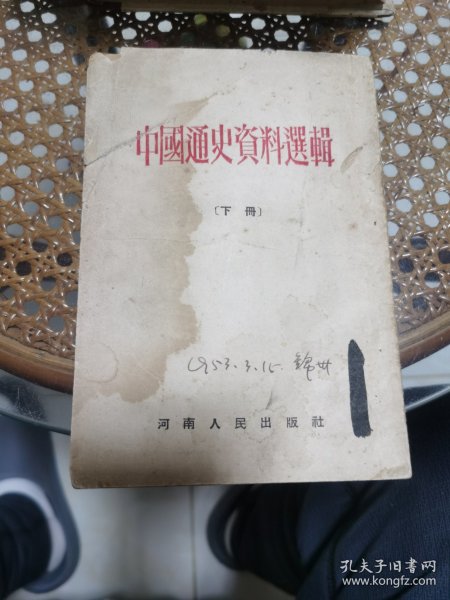 中國通史資料選輯
〔下冊〕
1953.3.15 錦州
河南人民出版社
孔夫子旧书网
www.kongfz.com